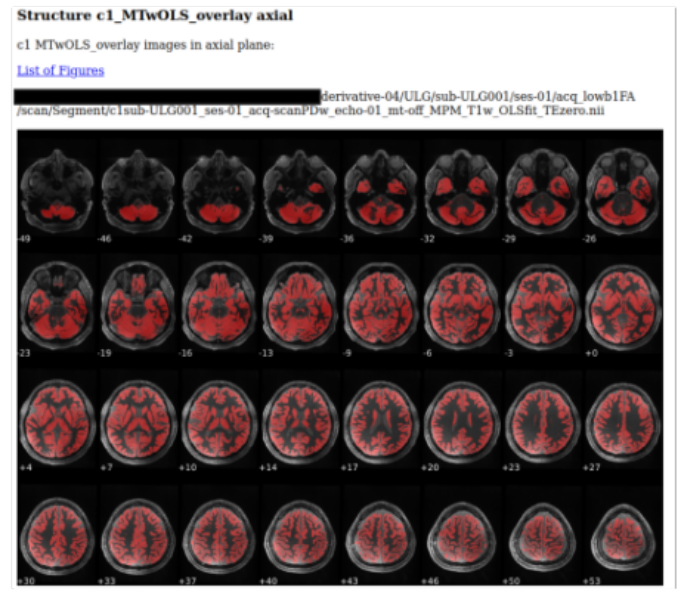 Structure c1_MTwOLS_overlay axial
c1 MTwOLS_overlay images in axial plane:
List of Figures
derivative-04/ULG/sub-ULG001/ses-01/acq_lowb1FA
/scan/Segment/c1sub-ULG001_ses-01_acq-scanPDw_echo-01_mt-off_MPM_T1w_OLSfit_TEzero.nii
-49 -46 -42 -39 -36 -32 -29 -26
-23 -19 -16 -13 -9 -6 -3 +0
+4 +7 +10 +14 +17 +20 +23 +27
+30 +33 +37 +40 +43 +46 +50 +53